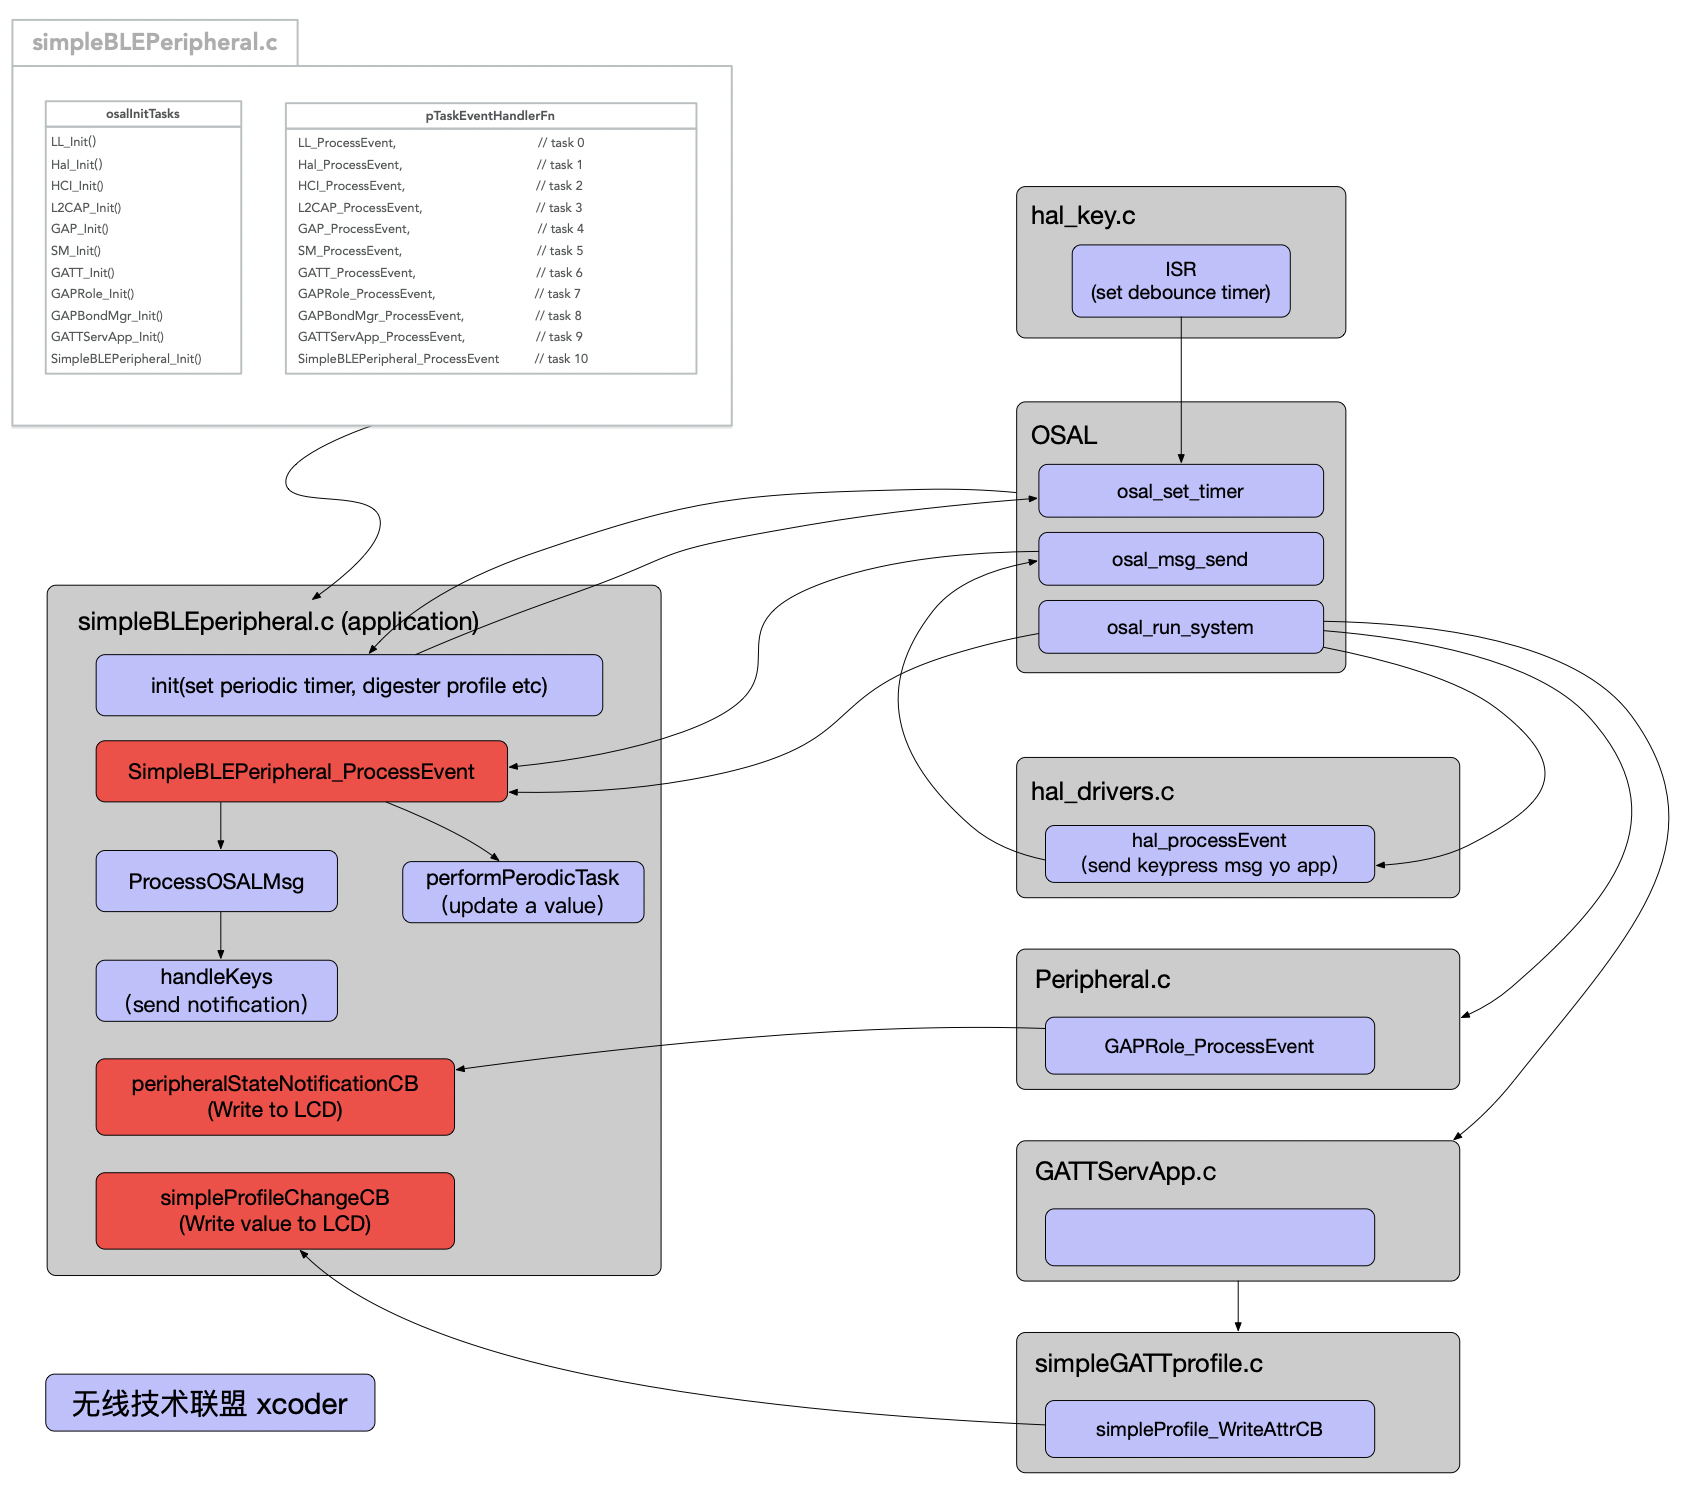 simpleBLEPeripheral.c
osalInitTasks
LL_Init()
Hal_Init()
HCI_Init()
L2CAP_Init()
GAP_Init()
SM_Init()
GATT_Init()
GAPRole_Init()
GAPBondMgr_Init()
GATTServApp_Init()
SimpleBLEPeripheral_Init()
pTaskEventHandlerFn
LL_ProcessEvent, // task 0
Hal_ProcessEvent, // task 1
HCI_ProcessEvent, // task 2
L2CAP_ProcessEvent, // task 3
GAP_ProcessEvent, // task 4
SM_ProcessEvent, // task 5
GATT_ProcessEvent, // task 6
GAPRole_ProcessEvent, // task 7
GAPBondMgr_ProcessEvent, // task 8
GATTServApp_ProcessEvent, // task 9
SimpleBLEPeripheral_ProcessEvent // task 10
hal_key.c
ISR
(set debounce timer)
OSAL
osal_set_timer
osal_msg_send
osal_run_system
simpleBLEperipheral.c (application)
init(set periodic timer, digester profile etc)
SimpleBLEPeripheral_ProcessEvent
ProcessOSALMsg
performPerodicTask
(update a value)
handleKeys
(send notification)
peripheralStateNotificationCB
(Write to LCD)
simpleProfileChangeCB
(Write value to LCD)
hal_drivers.c
hal_processEvent
(send keypress msg yo app)
Peripheral.c
GAPRole_ProcessEvent
GATTServApp.c
simpleGATTprofile.c
simpleProfile_WriteAttrCB
无线技术联盟 xcoder